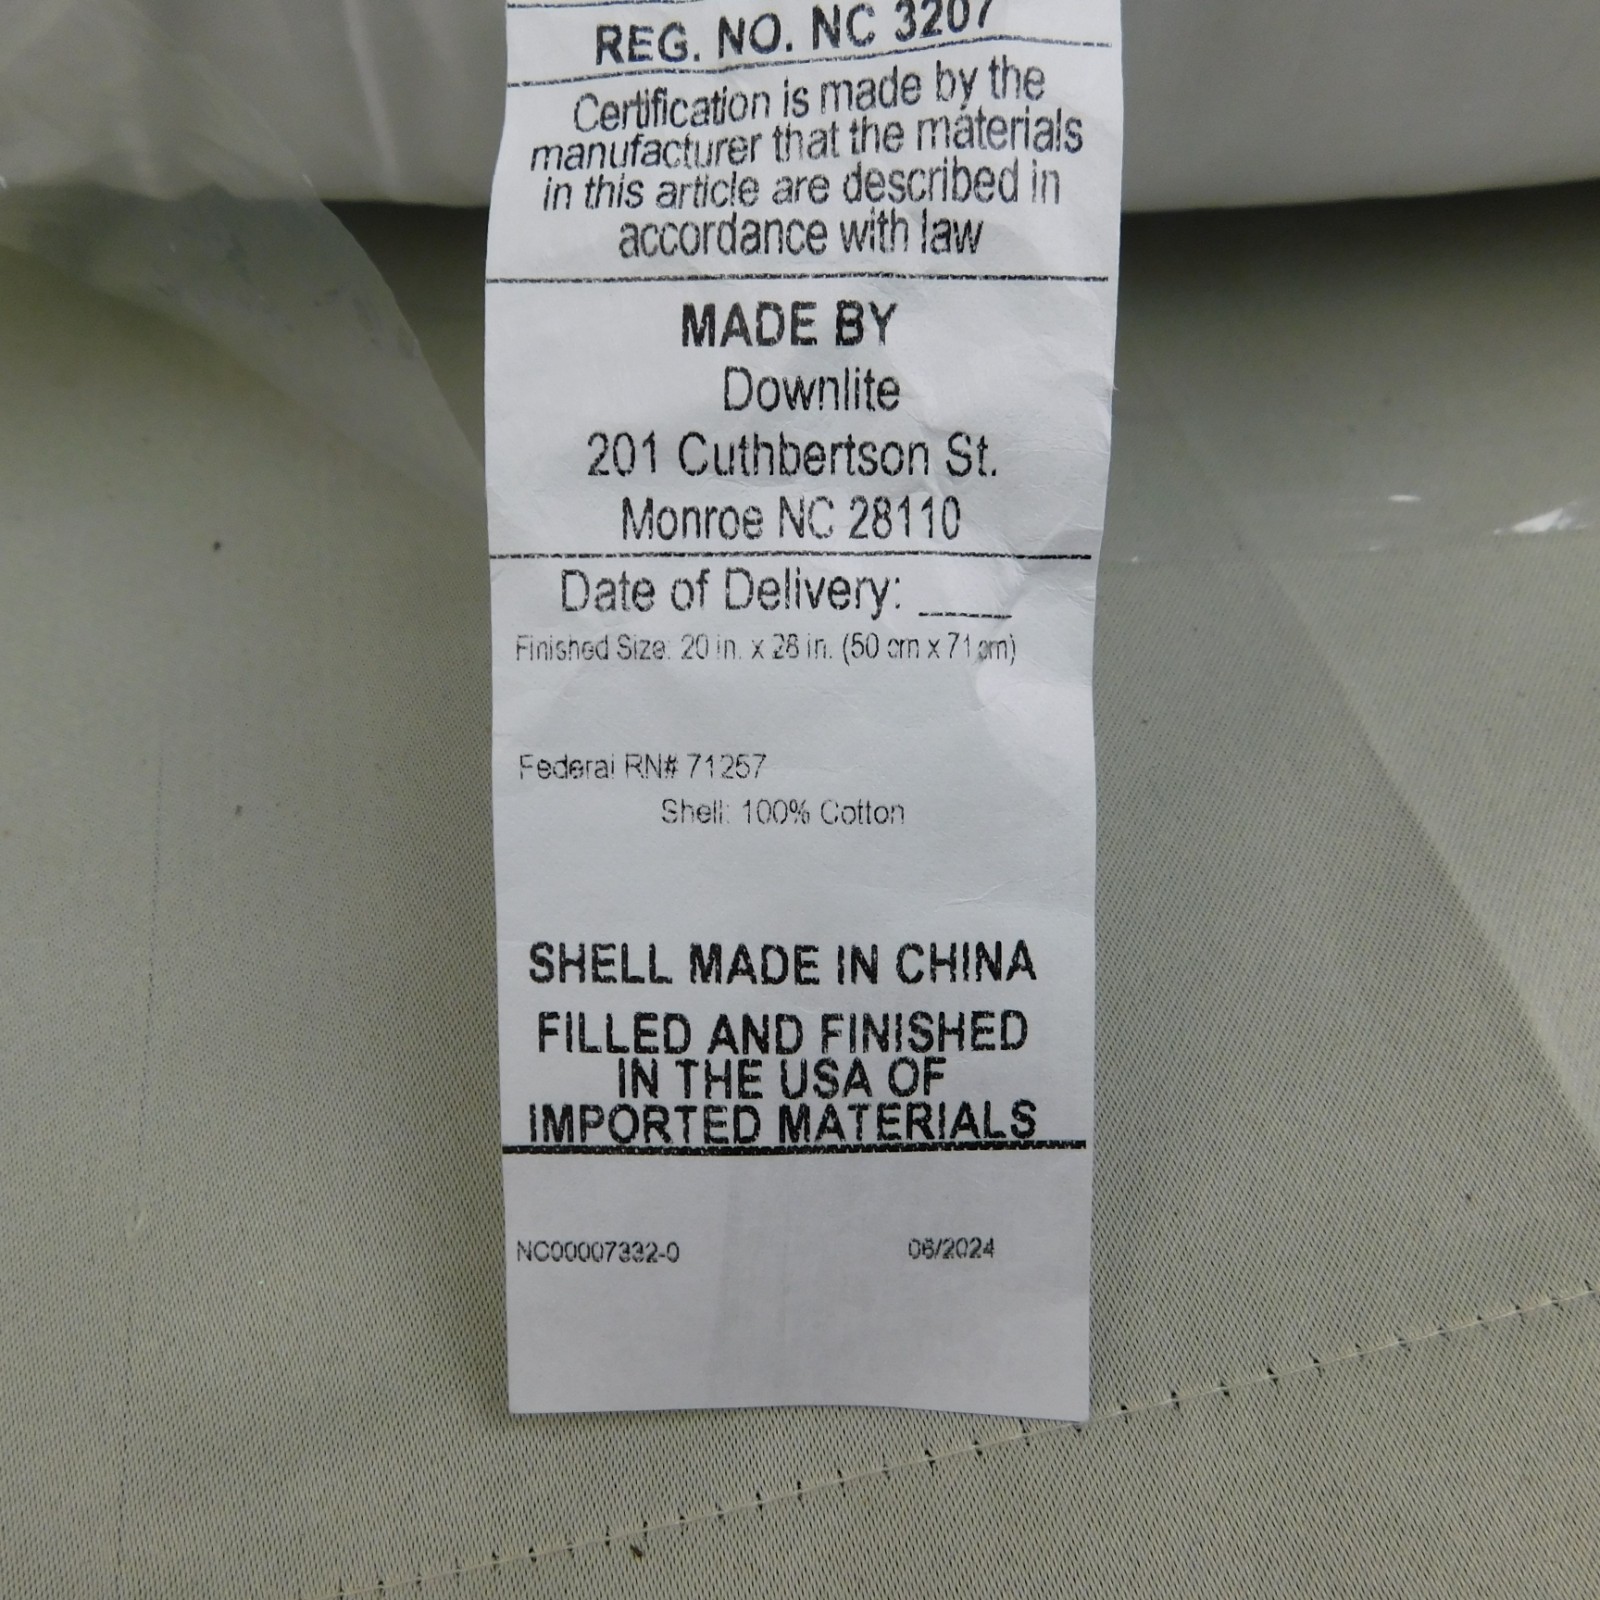 REG. NO. NC 3207
Certification is made by the
manufacturer that the materials
in this article are described in
accordance with law
MADE BY
Downlite
201 Cuthbertson St.
Monroe NC 28110
Date of Delivery: ____
Finished Size: 20 in. x 28 in. (50 cm x 71 cm)
Federal RN# 71257
Shell: 100% Cotton
SHELL MADE IN CHINA
FILLED AND FINISHED
IN THE USA OF
IMPORTED MATERIALS
NC00007332-0 06/2024